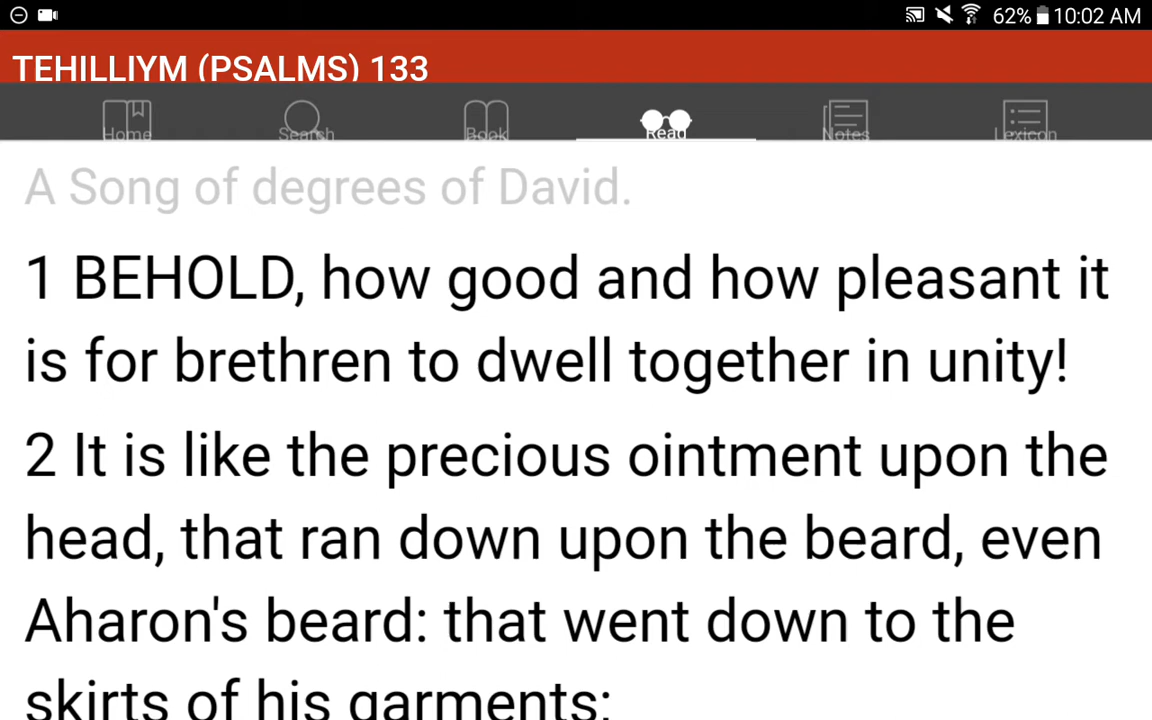 62% 10:02 AM
TEHILLIYM (PSALMS) 133
Home Search Book Read Notes Lexicon
A Song of degrees of David.
1 BEHOLD, how good and how pleasant it
is for brethren to dwell together in unity!
2 It is like the precious ointment upon the
head, that ran down upon the beard, even
Aharon's beard: that went down to the
skirts of his garments;